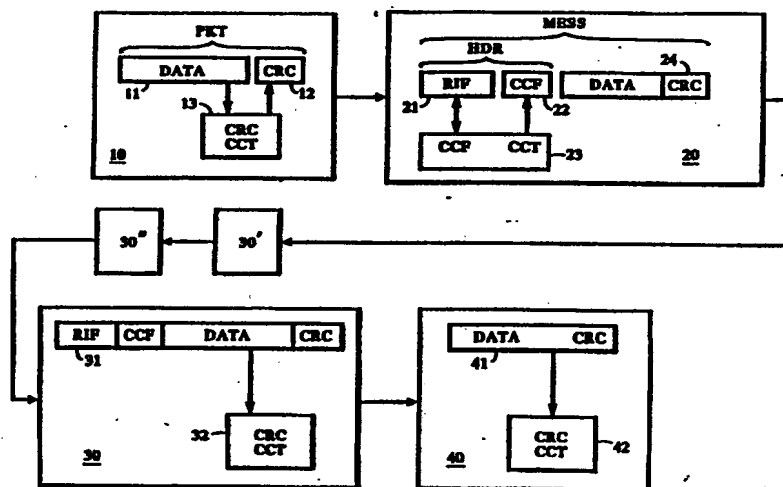 PKT
DATA
CRC
11
12
13
CRC
CCT
10
MESS
HDR
24
RIF
CCF
DATA
CRC
21
22
CCF
CCT
23
20
30"
30'
RIF
CCF
DATA
CRC
31
32
CRC
CCT
30
DATA
CRC
41
CRC
CCT
42
40